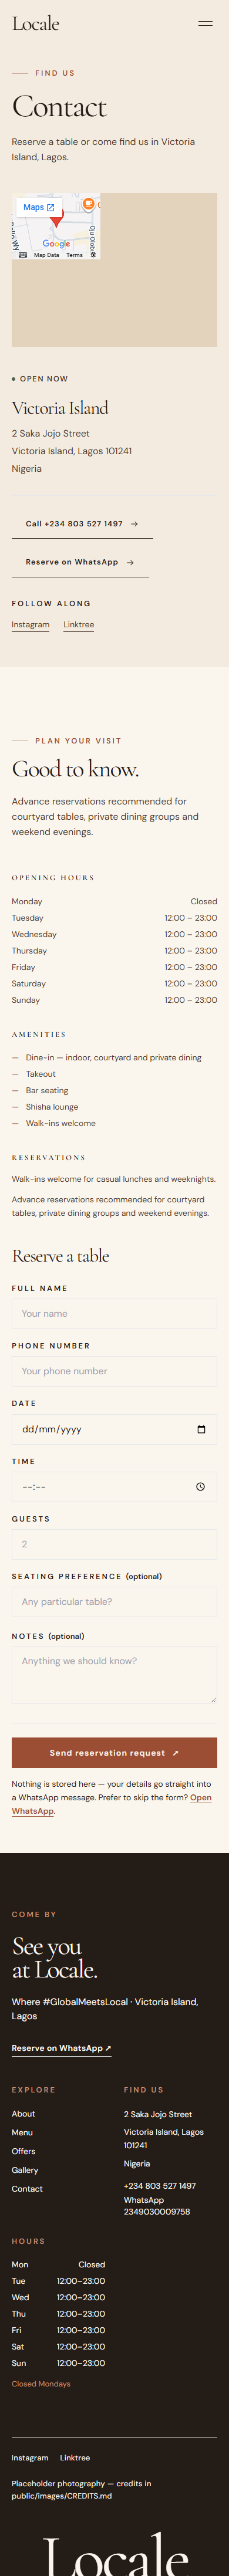 Locale
FIND US
Contact
Reserve a table or come find us in Victoria
Island, Lagos.
Maps
Google
Map Data Terms
OPEN NOW
Victoria Island
2 Saka Jojo Street
Victoria Island, Lagos 101241
Nigeria
Call +234 803 527 1497 →
Reserve on WhatsApp →
FOLLOW ALONG
Instagram Linktree
PLAN YOUR VISIT
Good to know.
Advance reservations recommended for
courtyard tables, private dining groups and
weekend evenings.
OPENING HOURS
Monday Closed
Tuesday 12:00 – 23:00
Wednesday 12:00 – 23:00
Thursday 12:00 – 23:00
Friday 12:00 – 23:00
Saturday 12:00 – 23:00
Sunday 12:00 – 23:00
AMENITIES
— Dine-in — indoor, courtyard and private dining
— Takeout
— Bar seating
— Shisha lounge
— Walk-ins welcome
RESERVATIONS
Walk-ins welcome for casual lunches and weeknights.
Advance reservations recommended for courtyard
tables, private dining groups and weekend evenings.
Reserve a table
FULL NAME
Your name
PHONE NUMBER
Your phone number
DATE
dd/mm/yyyy
TIME
--:--
GUESTS
2
SEATING PREFERENCE (optional)
Any particular table?
NOTES (optional)
Anything we should know?
Send reservation request ↗
Nothing is stored here — your details go straight into
a WhatsApp message. Prefer to skip the form? Open
WhatsApp.
COME BY
See you
at Locale.
Where #GlobalMeetsLocal · Victoria Island,
Lagos
Reserve on WhatsApp ↗
EXPLORE
About
Menu
Offers
Gallery
Contact
FIND US
2 Saka Jojo Street
Victoria Island, Lagos
101241
Nigeria
+234 803 527 1497
WhatsApp
2349030009758
HOURS
Mon Closed
Tue 12:00–23:00
Wed 12:00–23:00
Thu 12:00–23:00
Fri 12:00–23:00
Sat 12:00–23:00
Sun 12:00–23:00
Closed Mondays
Instagram Linktree
Placeholder photography — credits in
public/images/CREDITS.md
Locale